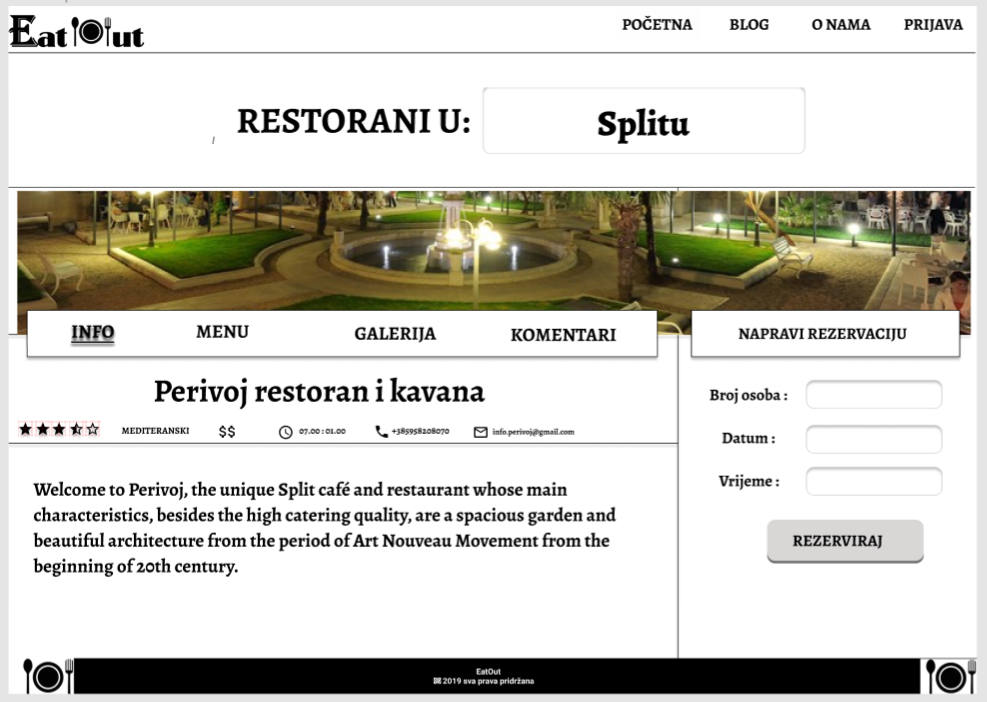 Eat Out
POČETNA BLOG O NAMA PRIJAVA
RESTORANI U: Splitu
INFO MENU GALERIJA KOMENTARI
NAPRAVI REZERVACIJU
Perivoj restoran i kavana
MEDITERANSKI $$ 07.00 : 01.00 +385958208070 info.perivoj@gmail.com
Welcome to Perivoj, the unique Split café and restaurant whose main
characteristics, besides the high catering quality, are a spacious garden and
beautiful architecture from the period of Art Nouveau Movement from the
beginning of 20th century.
Broj osoba :
Datum :
Vrijeme :
REZERVIRAJ
EatOut
2019 sva prava pridržana